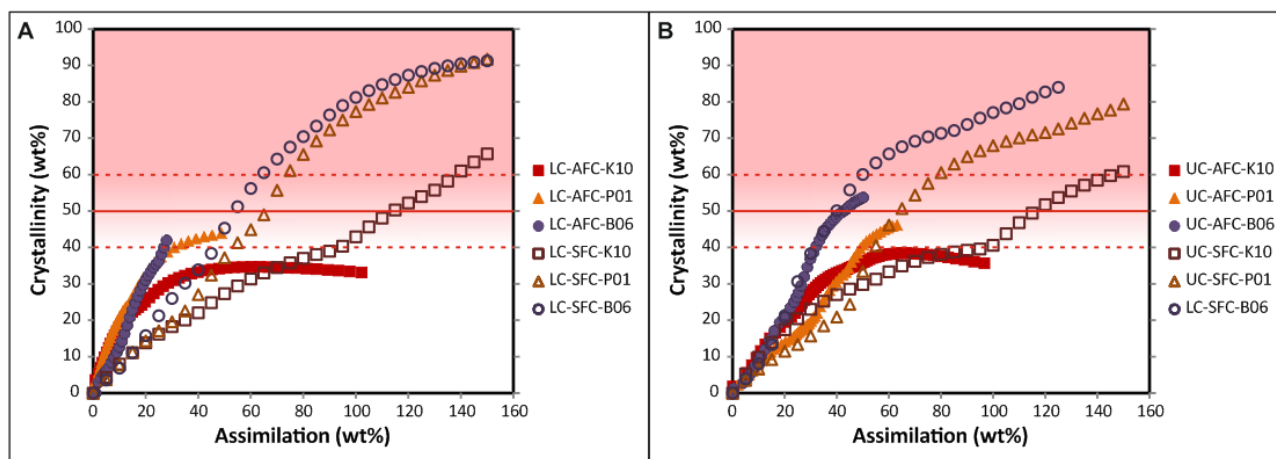 A
Crystallinity (wt%)
100
90
80
70
60
50
40
30
20
10
0
0 20 40 60 80 100 120 140 160
Assimilation (wt%)
LC-AFC-K10
LC-AFC-P01
LC-AFC-B06
LC-SFC-K10
LC-SFC-P01
LC-SFC-B06
B
Crystallinity (wt%)
100
90
80
70
60
50
40
30
20
10
0
0 20 40 60 80 100 120 140 160
Assimilation (wt%)
UC-AFC-K10
UC-AFC-P01
UC-AFC-B06
UC-SFC-K10
UC-SFC-P01
LC-SFC-B06